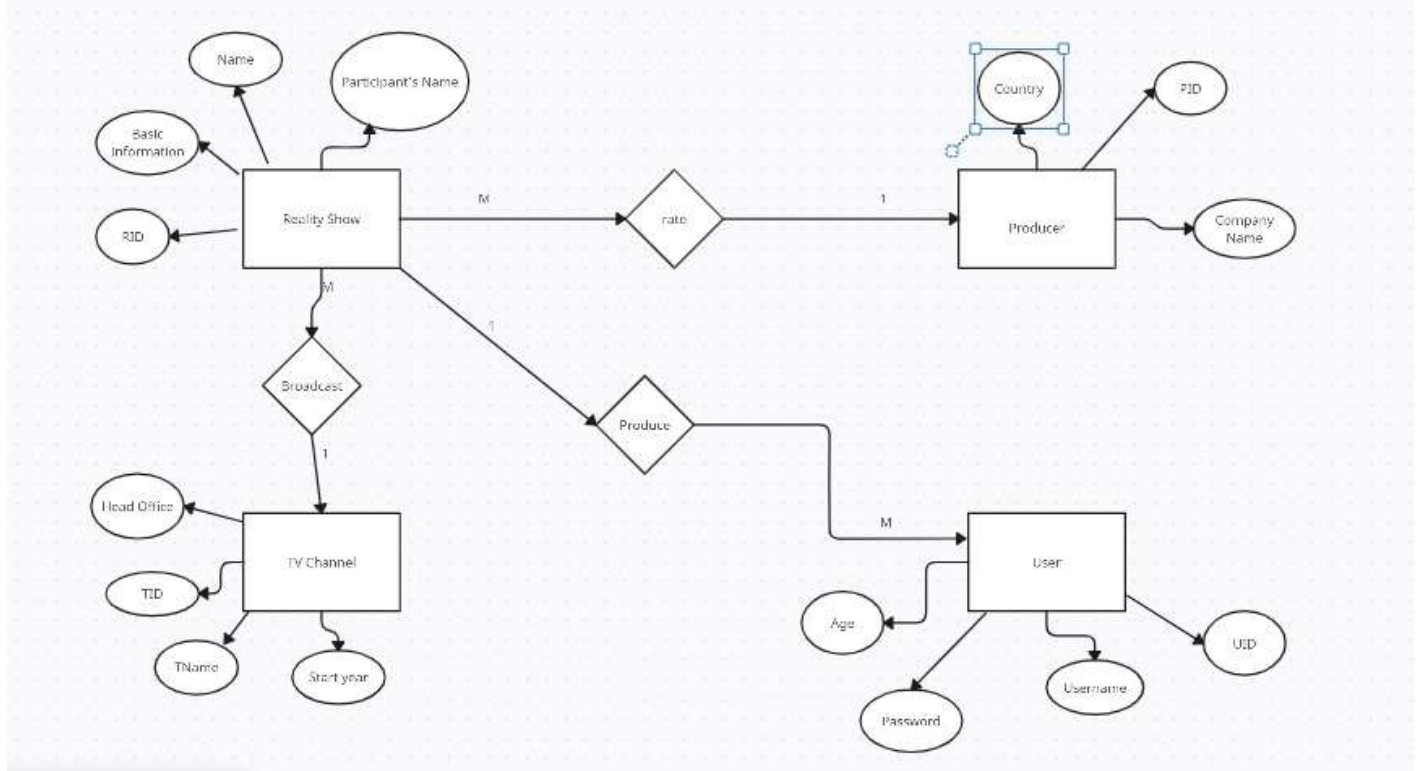 Name
Participant's Name
Country
PID
Basic
Information
RID
Reality Show
M
rate
1
Producer
Company
Name
M
1
Broadcast
Produce
1
M
Head Office
TV Channel
User
TID
Age
UID
TName
Start year
Username
Password